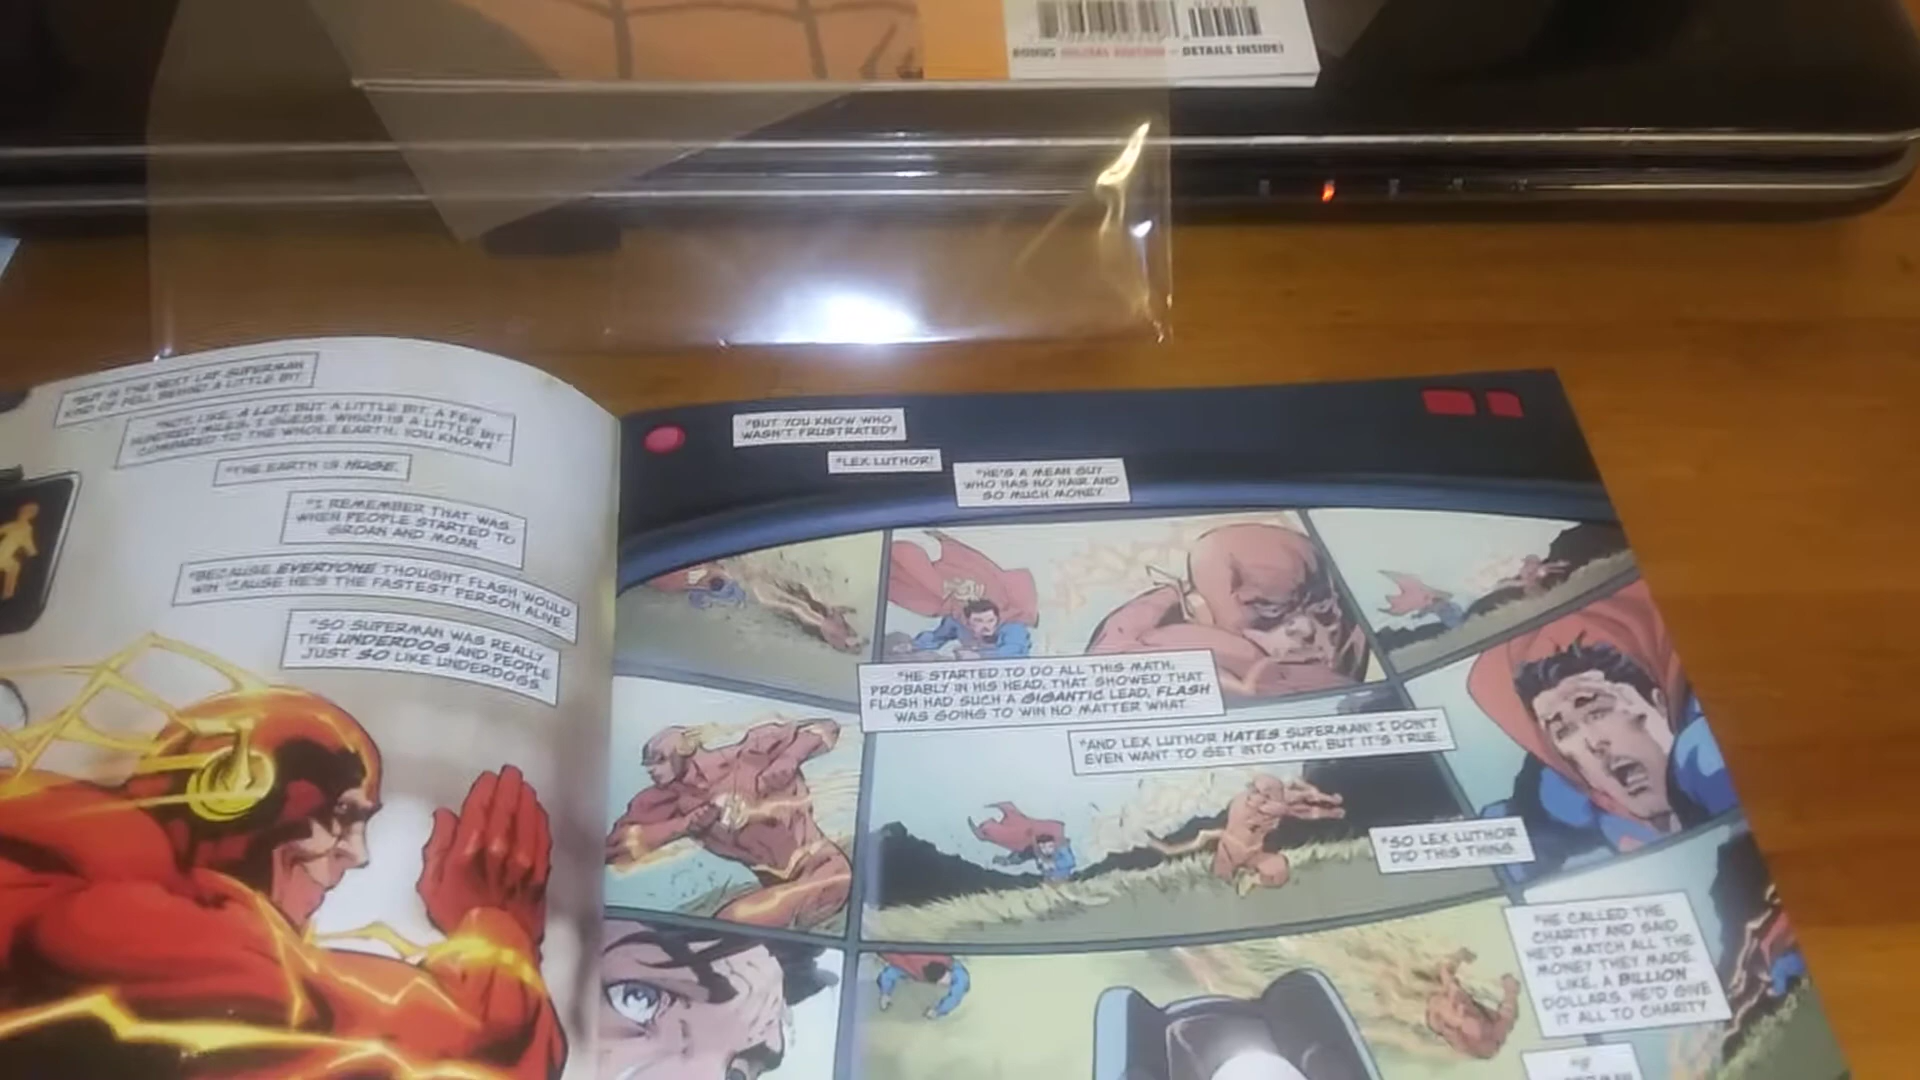 BONUS DIGITAL EDITION – DETAILS INSIDE!
"BUT IS THE NEXT LAP SUPERMAN
KIND OF FELL BEHIND A LITTLE BIT.
"NOT, LIKE, A LOT. BUT A LITTLE BIT. A FEW
HUNDRED MILES, I GUESS. WHICH IS A LITTLE BIT
COMPARED TO THE WHOLE EARTH, YOU KNOW?
"THE EARTH IS HUGE.
"I REMEMBER THAT WAS
WHEN PEOPLE STARTED TO
GROAN AND MOAN.
"BECAUSE EVERYONE THOUGHT FLASH WOULD
WIN 'CAUSE HE'S THE FASTEST PERSON ALIVE.
"SO SUPERMAN WAS REALLY
THE UNDERDOG AND PEOPLE
JUST SO LIKE UNDERDOGS.
"BUT YOU KNOW WHO
WASN'T FRUSTRATED?
"LEX LUTHOR!
"HE'S A MEAN GUY
WHO HAS NO HAIR AND
SO MUCH MONEY.
"HE STARTED TO DO ALL THIS MATH,
PROBABLY IN HIS HEAD, THAT SHOWED THAT
FLASH HAD SUCH A GIGANTIC LEAD, FLASH
WAS GOING TO WIN NO MATTER WHAT.
"AND LEX LUTHOR HATES SUPERMAN! I DON'T
EVEN WANT TO GET INTO THAT, BUT IT'S TRUE.
"SO LEX LUTHOR
DID THIS THING.
"HE CALLED THE
CHARITY AND SAID
HE'D MATCH ALL THE
MONEY THEY MADE.
LIKE, A BILLION
DOLLARS. HE'D GIVE
IT ALL TO CHARITY